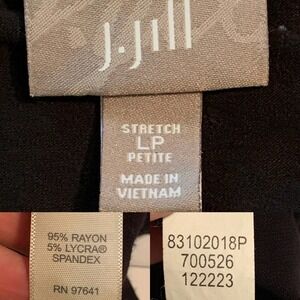 j.jill
STRETCH
LP
PETITE
MADE IN
VIETNAM
95% RAYON
5% LYCRA®
SPANDEX
RN 97641
83102018P
700526
122223